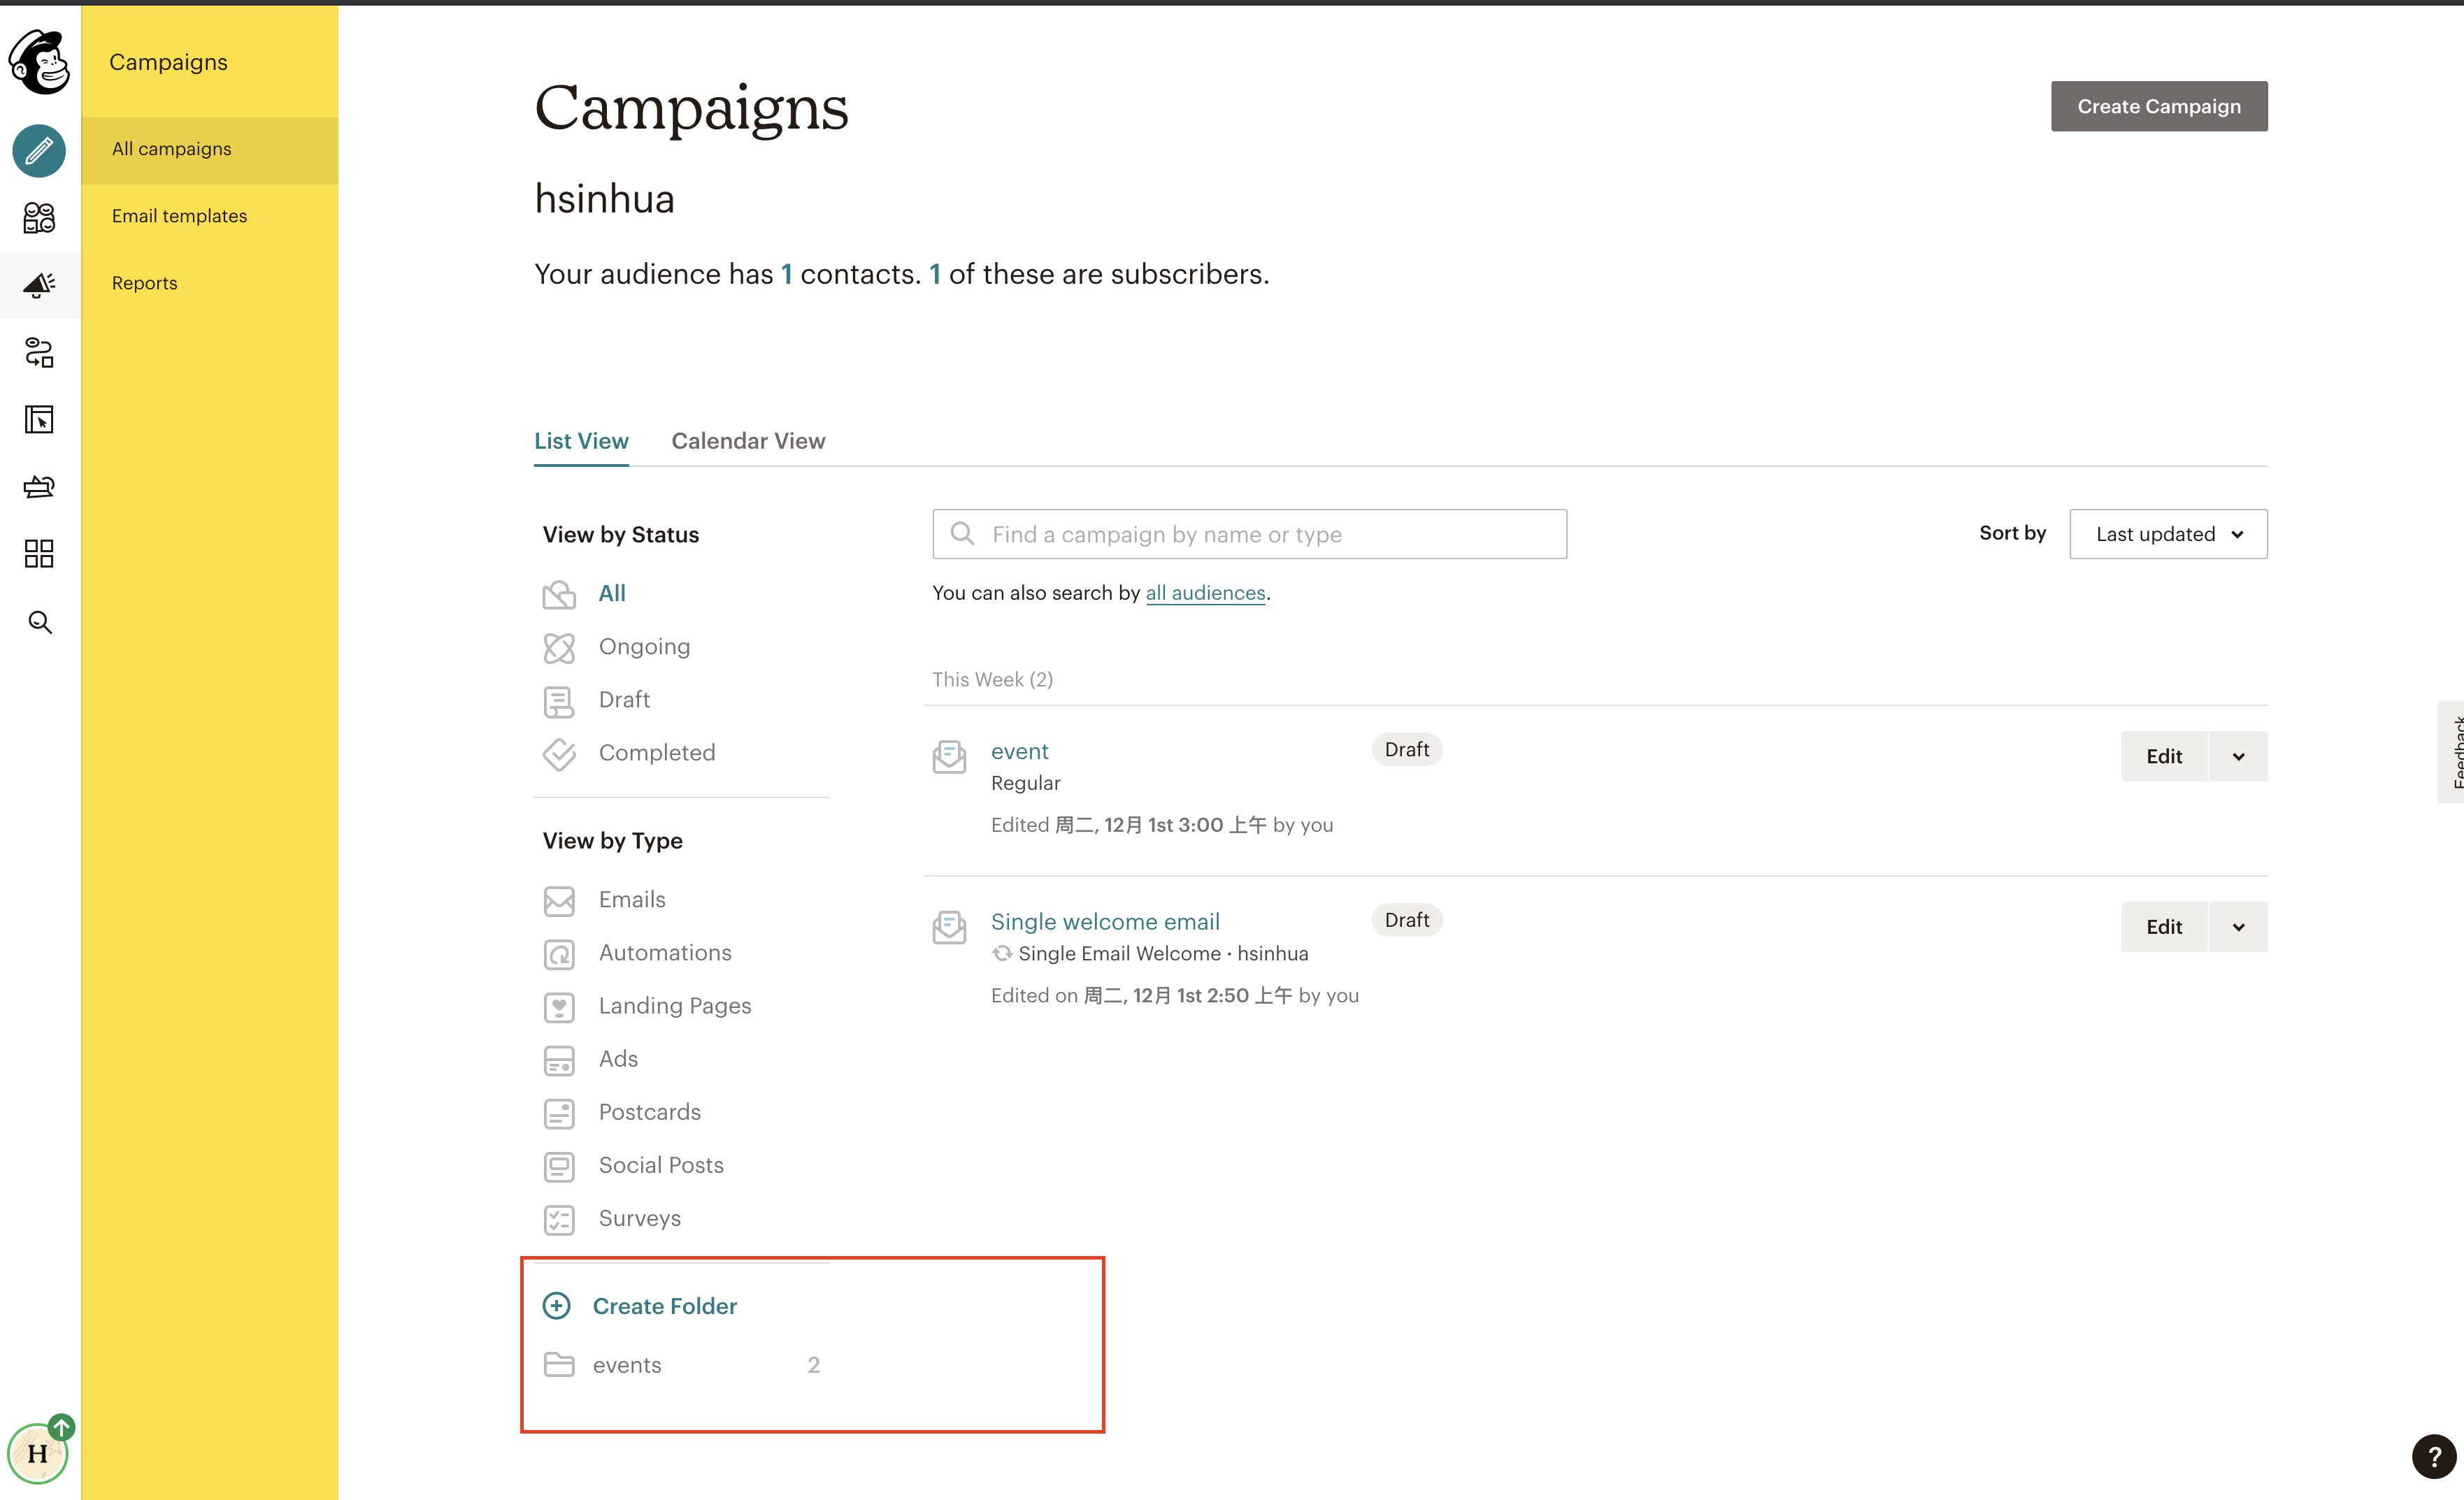 Campaigns
All campaigns
Email templates
Reports
Campaigns
Create Campaign
hsinhua
Your audience has 1 contacts. 1 of these are subscribers.
List View
Calendar View
View by Status
All
Ongoing
Draft
Completed
View by Type
Emails
Automations
Landing Pages
Ads
Postcards
Social Posts
Surveys
Create Folder
events 2
Find a campaign by name or type
Sort by
Last updated
You can also search by all audiences.
This Week (2)
event
Draft
Edit
Regular
Edited 周二, 12月 1st 3:00 上午 by you
Single welcome email
Draft
Edit
Single Email Welcome · hsinhua
Edited on 周二, 12月 1st 2:50 上午 by you
Feedback
H
?